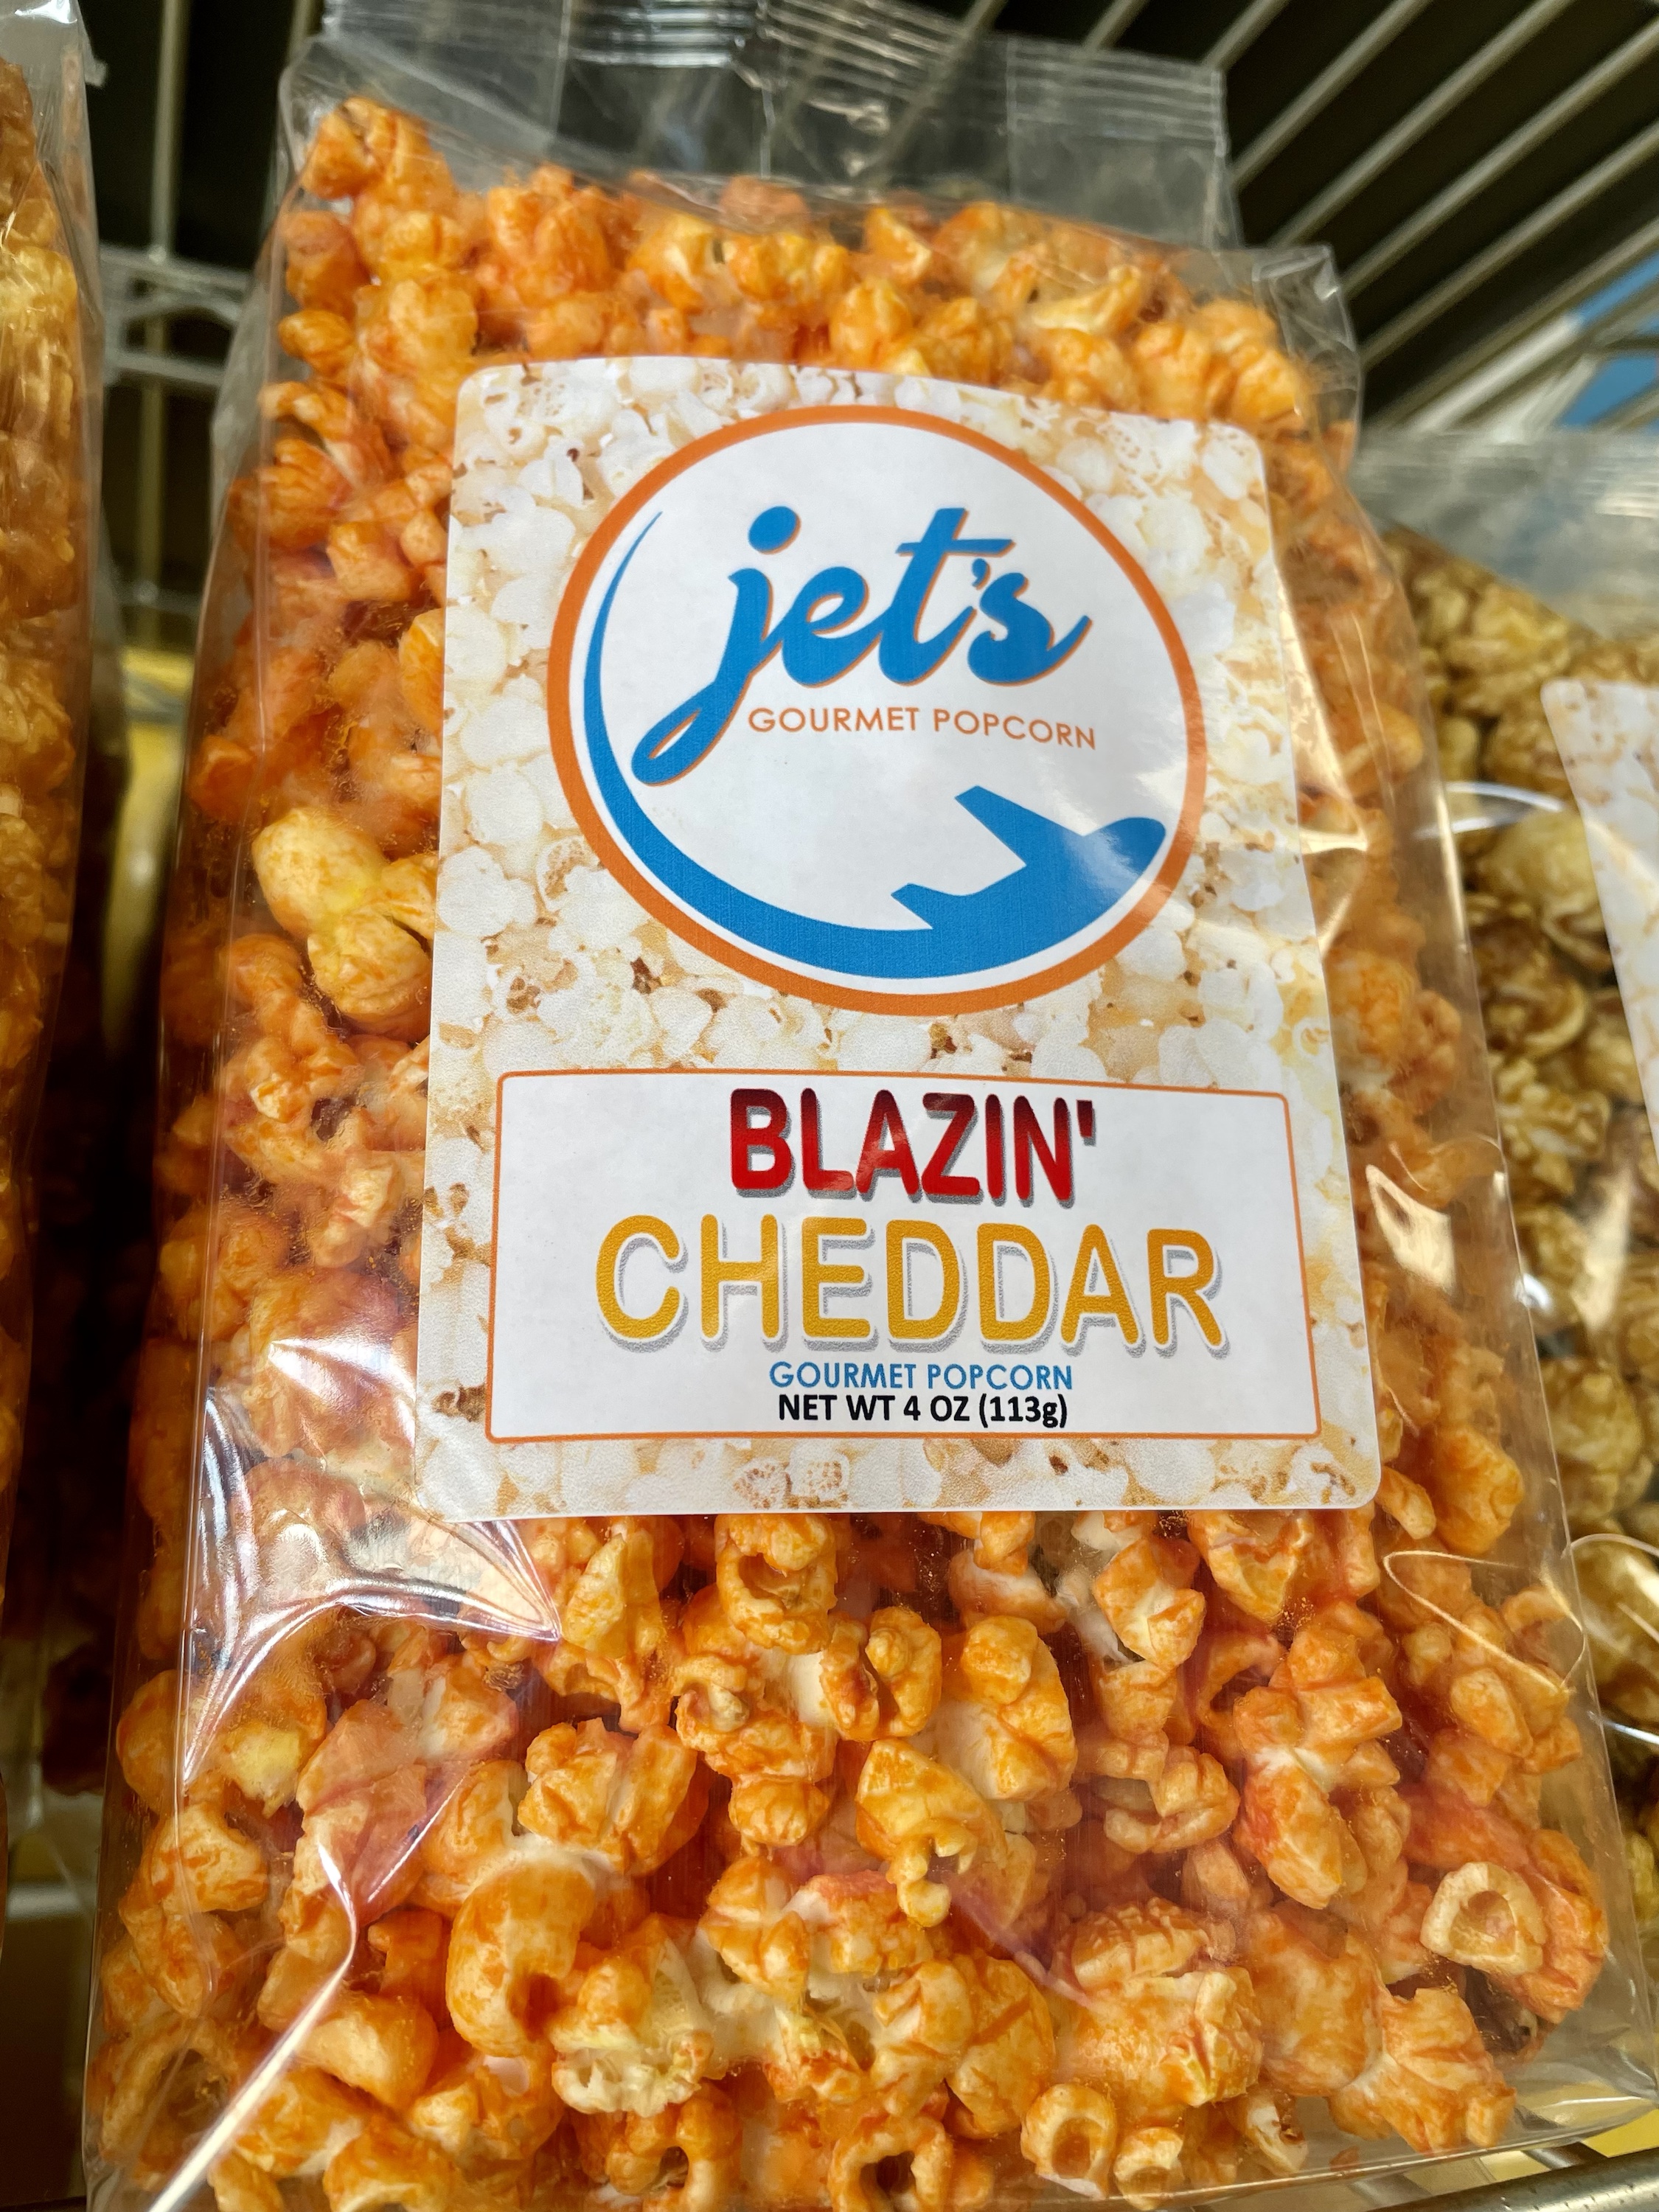 jet's
GOURMET POPCORN
BLAZIN'
CHEDDAR
GOURMET POPCORN
NET WT 4 OZ (113g)